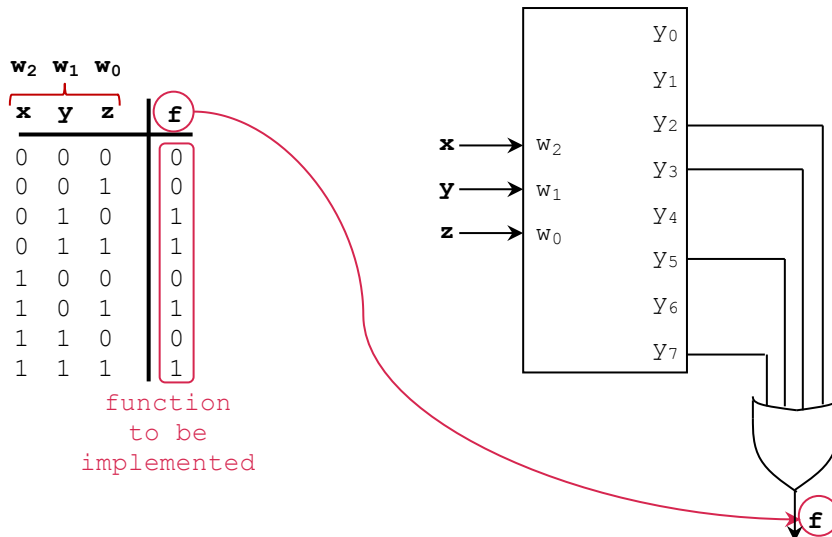 w₂ w₁ w₀
x y z f
0 0 0 0
0 0 1 0
0 1 0 1
0 1 1 1
1 0 0 0
1 0 1 1
1 1 0 0
1 1 1 1
function
to be
implemented
x
y
z
w₂
w₁
w₀
y₀
y₁
y₂
y₃
y₄
y₅
y₆
y₇
f